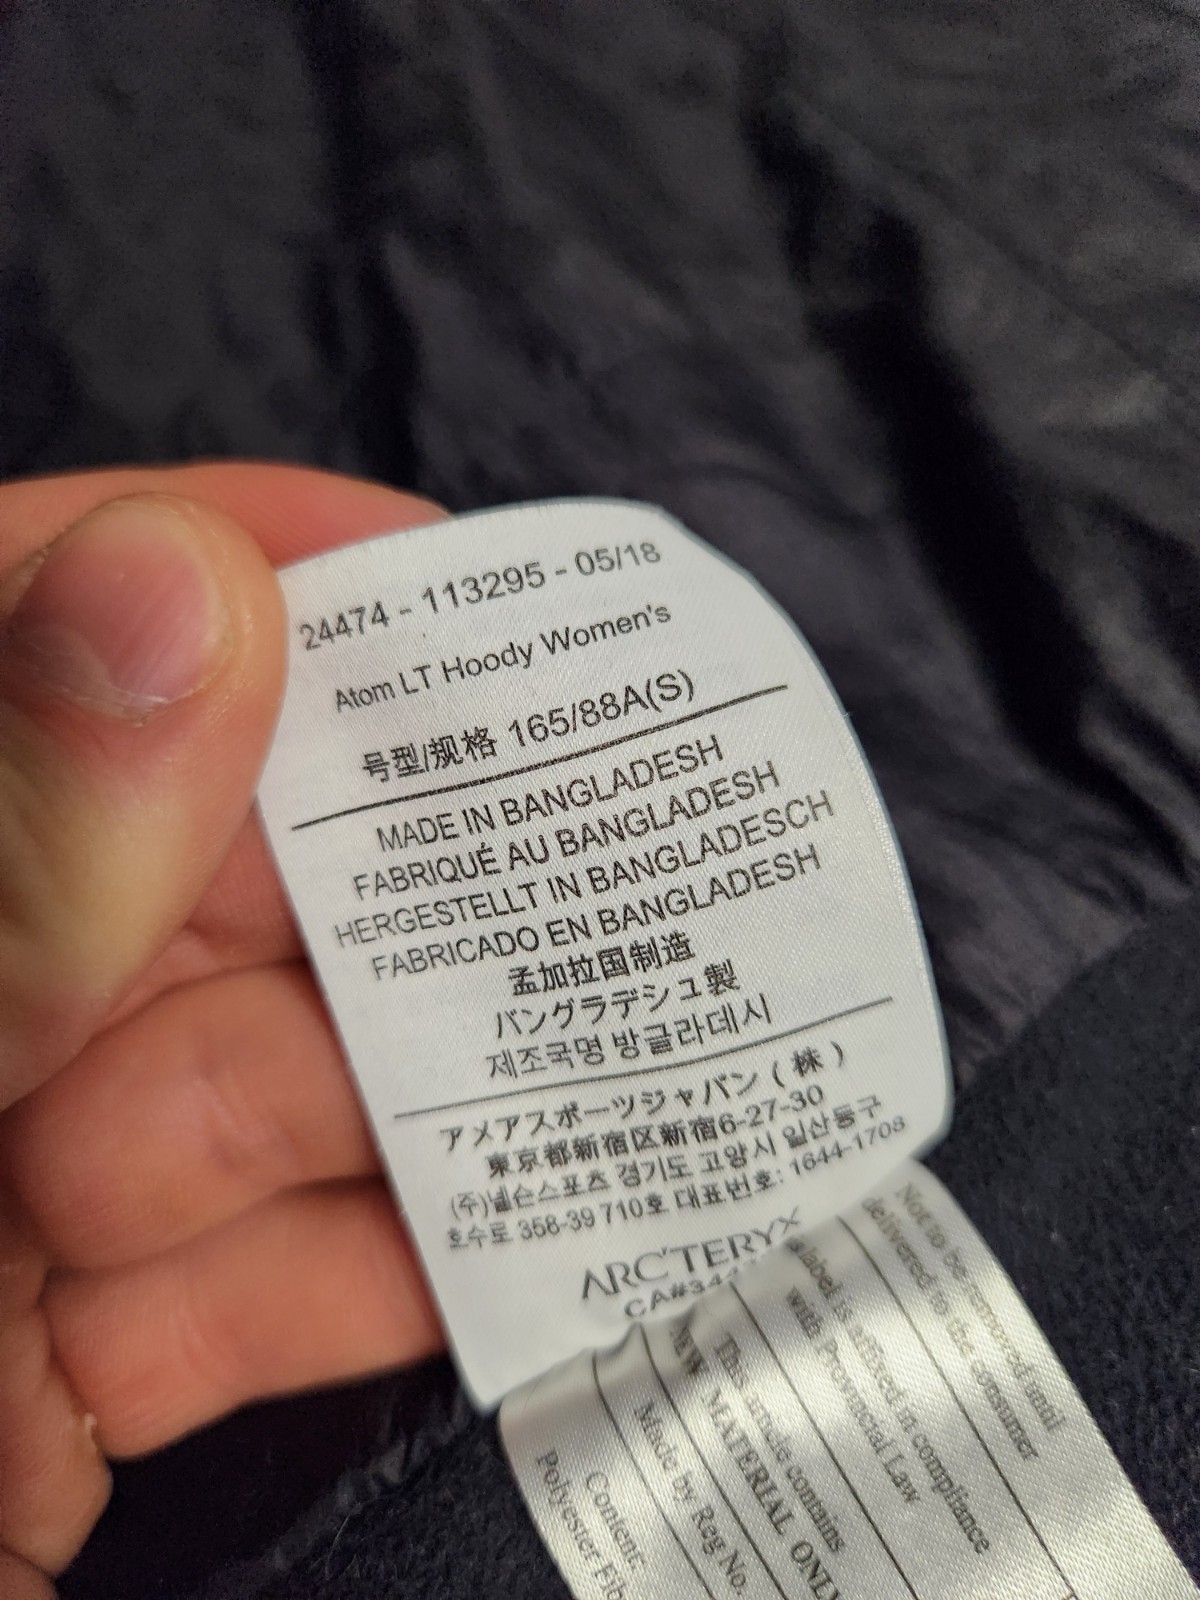 24474 - 113295 - 05/18
Atom LT Hoody Women's
号型/规格 165/88A(S)
MADE IN BANGLADESH
FABRIQUÉ AU BANGLADESH
HERGESTELLT IN BANGLADESCH
FABRICADO EN BANGLADESH
孟加拉国制造
バングラデシュ製
제조국명 방글라데시
アメアスポーツジャパン (株)
東京都新宿区新宿6-27-30
(주)넬슨스포츠 경기도 고양시 일산동구
호수로 358-39 710호 대표번호: 1644-1708
ARC'TERYX
Not to be removed until
delivered to the consumer
label is affixed in compliance
with Provincial Law
This article contains
NEW MATERIAL ONLY
Made by Reg No.
Content:
Polyester